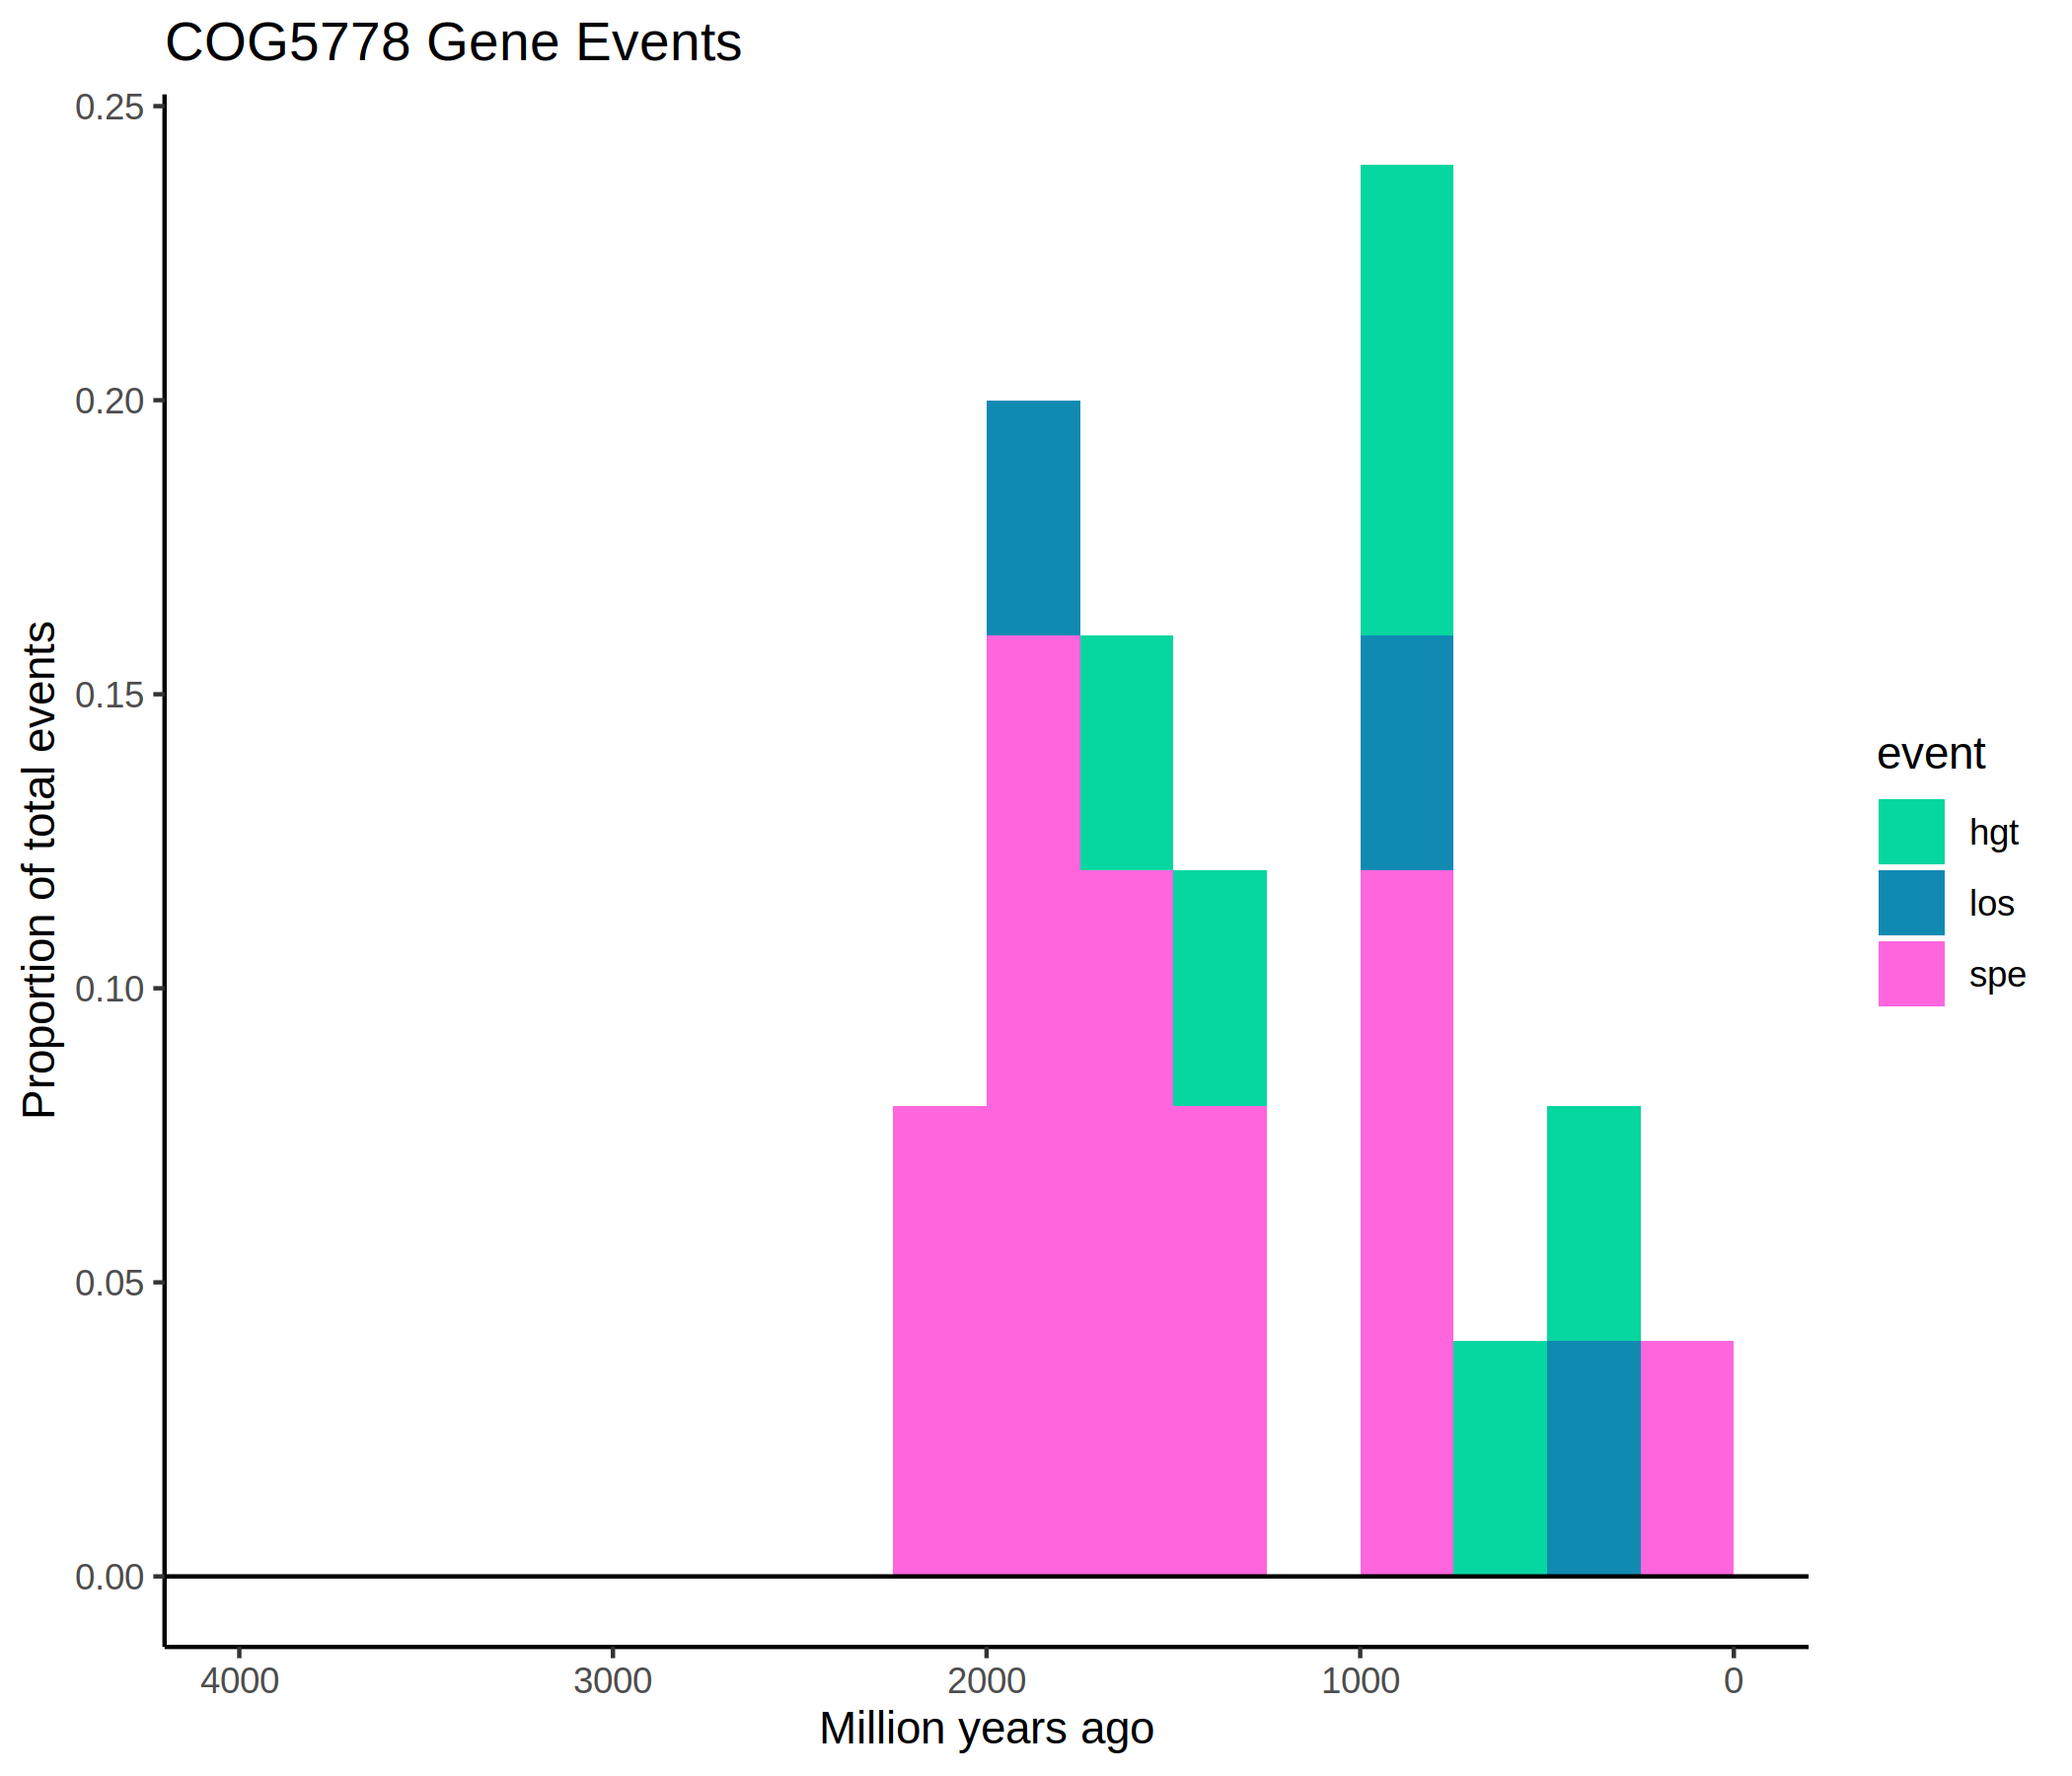 COG5778 Gene Events
Proportion of total events
0.25
0.20
0.15
0.10
0.05
0.00
4000 3000 2000 1000 0
Million years ago
event
hgt
los
spe